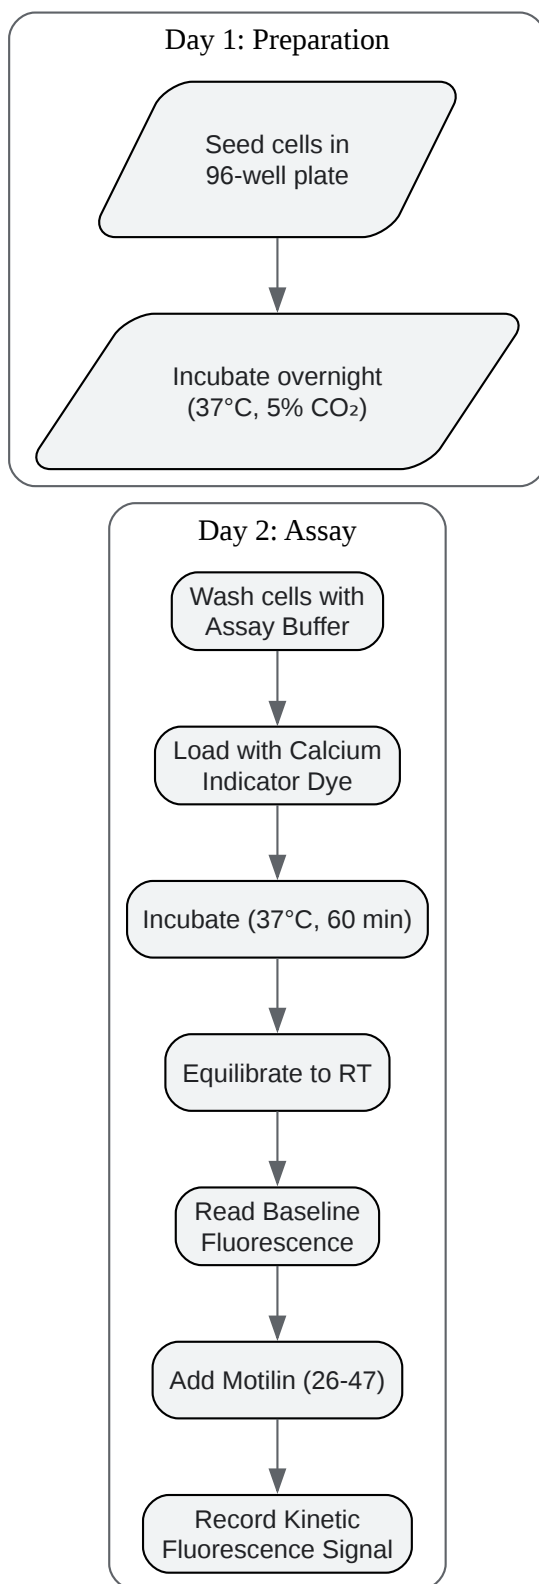 Day 1: Preparation
Seed cells in
96-well plate
Incubate overnight
(37°C, 5% CO₂)
Day 2: Assay
Wash cells with
Assay Buffer
Load with Calcium
Indicator Dye
Incubate (37°C, 60 min)
Equilibrate to RT
Read Baseline
Fluorescence
Add Motilin (26-47)
Record Kinetic
Fluorescence Signal